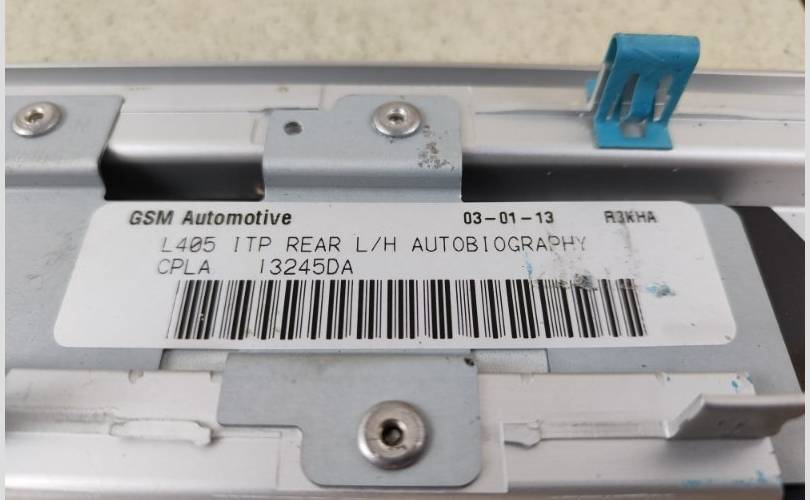 GSM Automotive 03-01-13 R3KHA
L405 ITP REAR L/H AUTOBIOGRAPHY
CPLA 13245DA